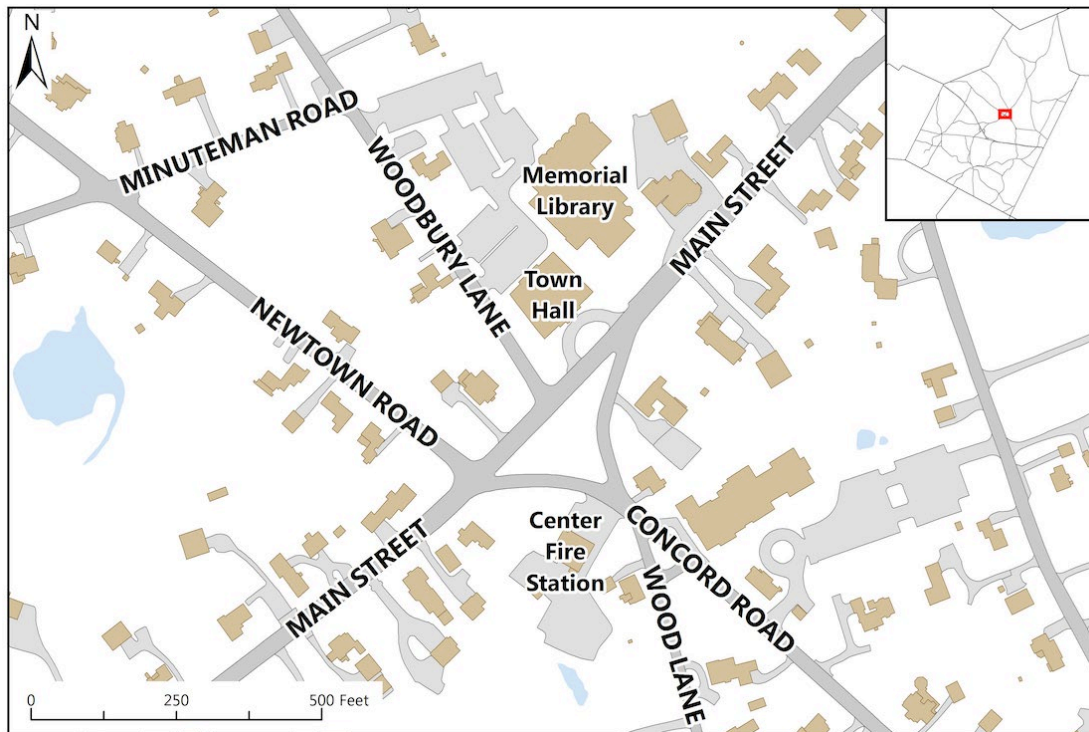 N
MINUTEMAN ROAD
WOODBURY LANE
Memorial
Library
MAIN STREET
Town
Hall
NEWTOWN ROAD
MAIN STREET
Center
Fire
Station
CONCORD ROAD
WOOD LANE
0 250 500 Feet